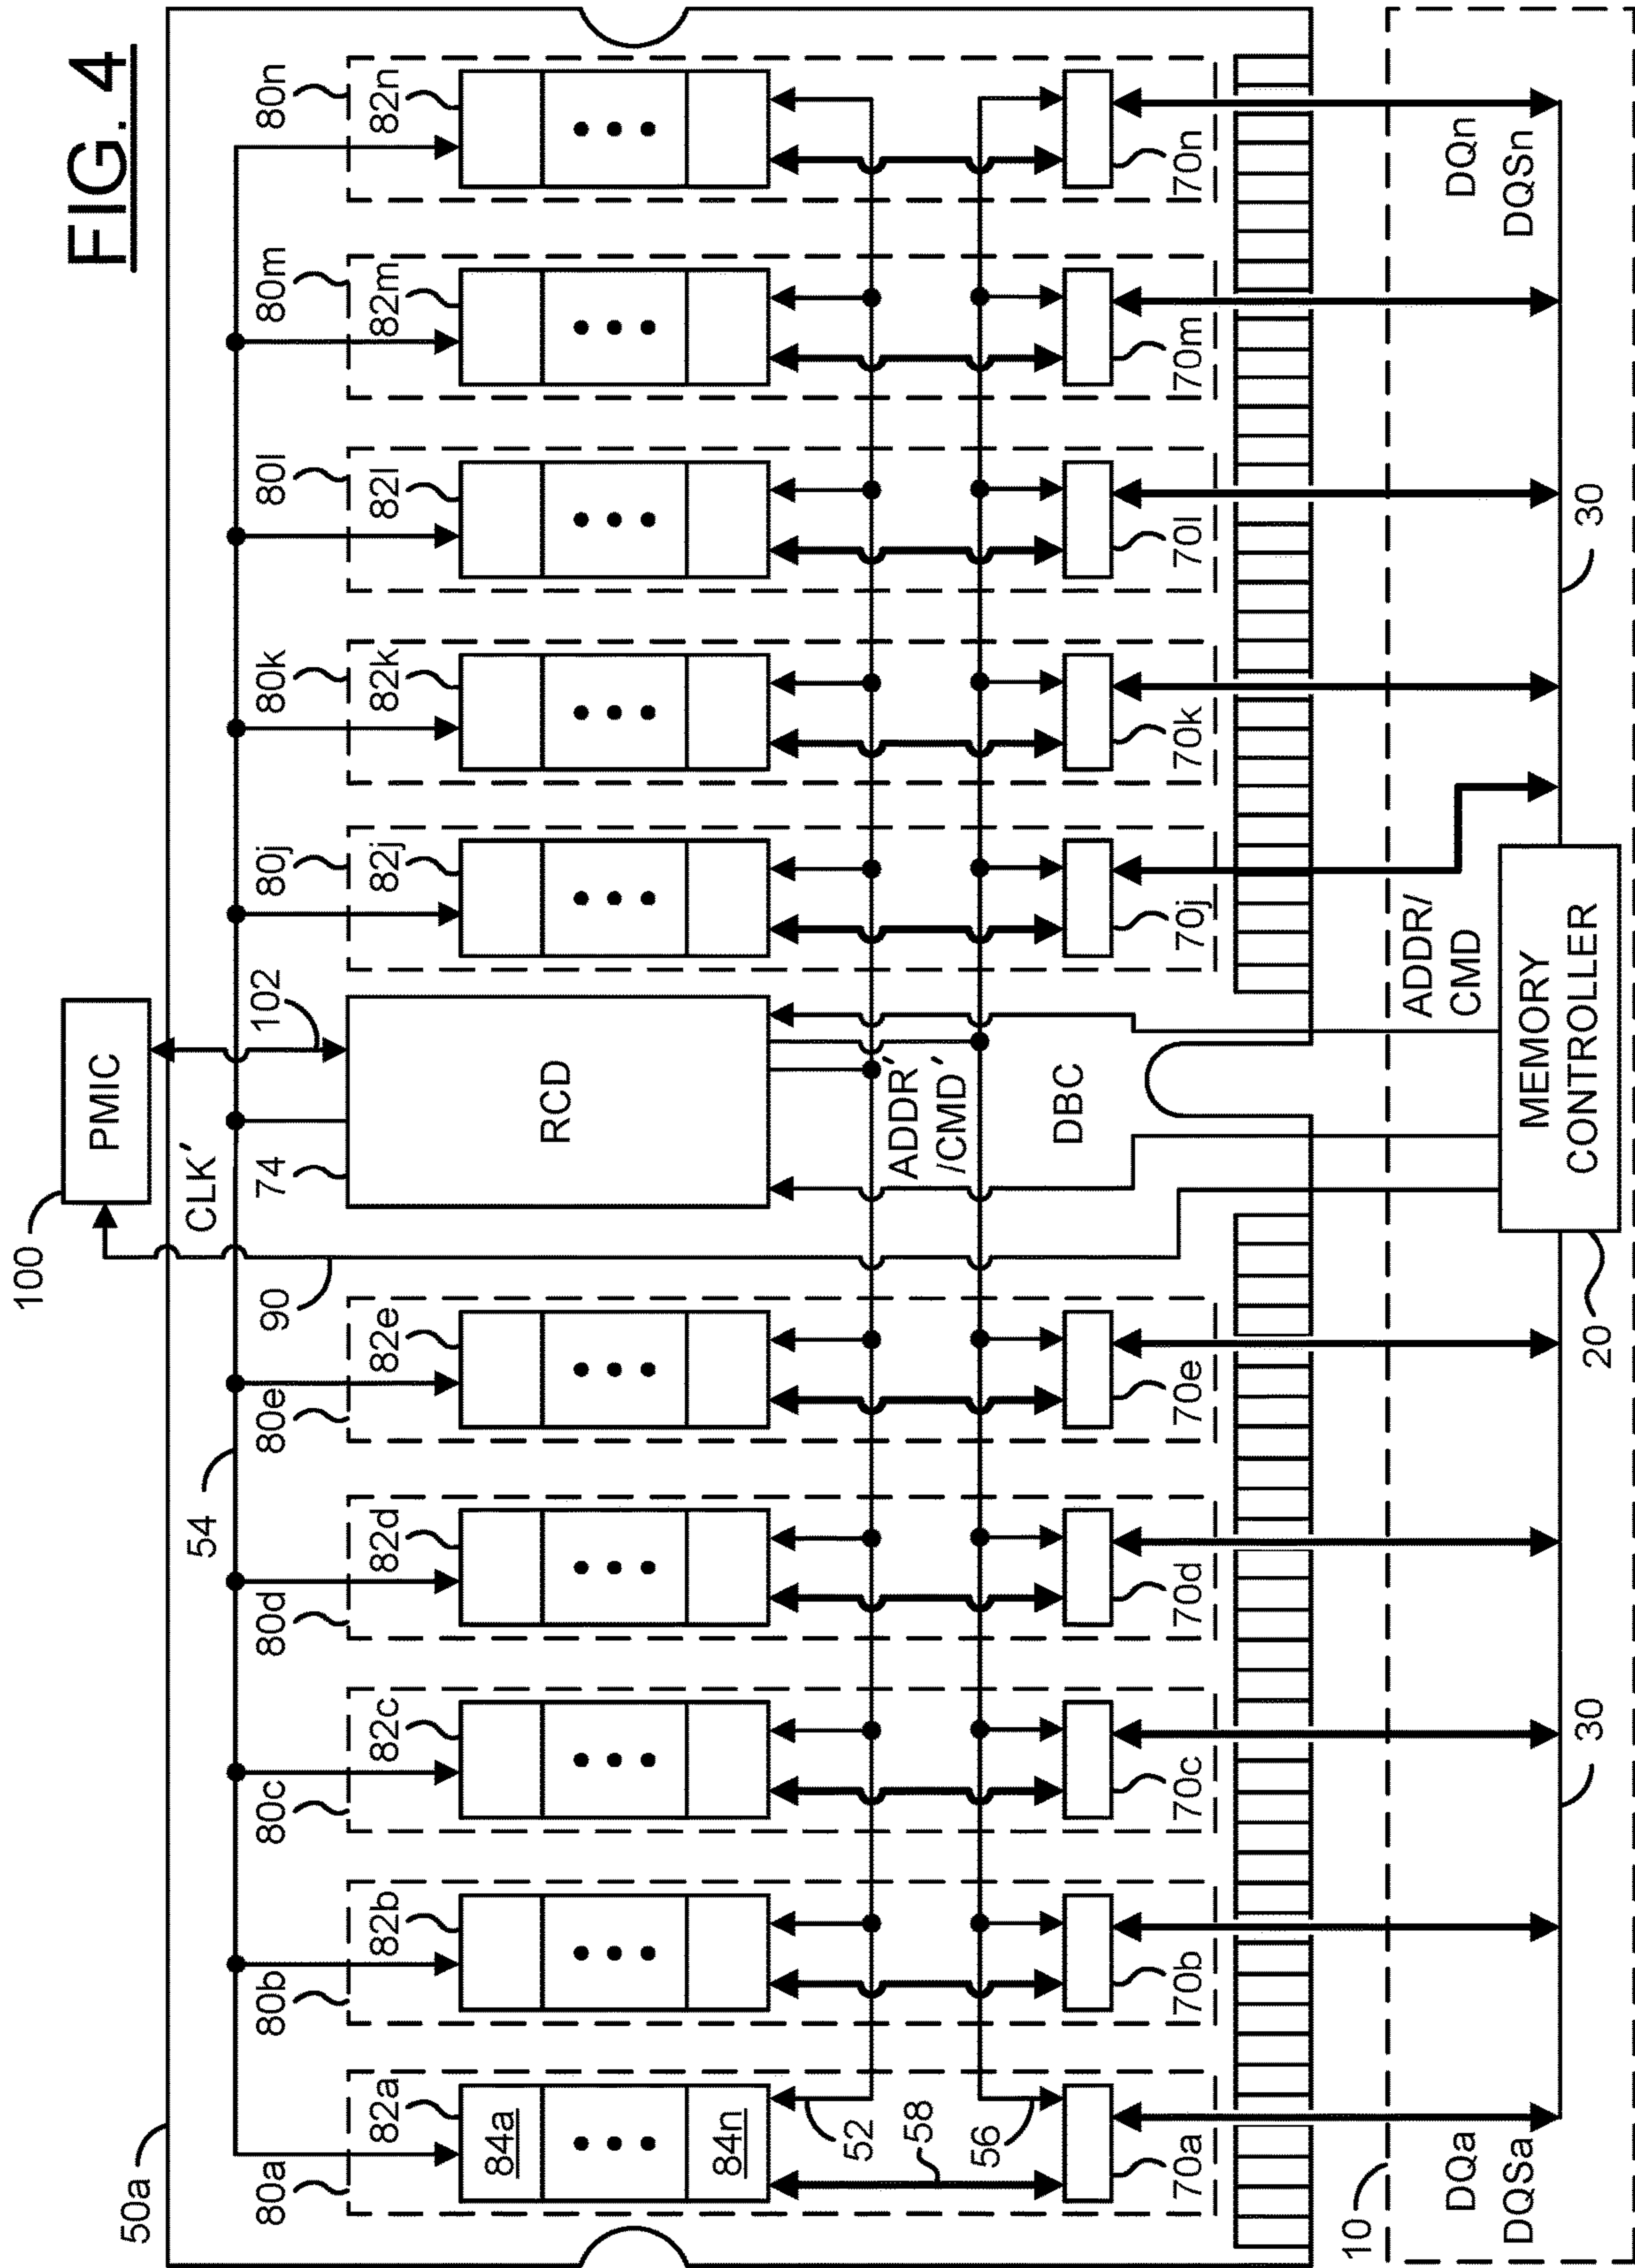 FIG. 4
100
PMIC
50a
54
90
CLK′
74
102
80a
80b
80c
80d
80e
80j
80k
80l
80m
80n
82a
82b
82c
82d
82e
82j
82k
82l
82m
82n
84a
84n
RCD
52
58
56
ADDR′
/CMD′
DBC
70a
70b
70c
70d
70e
70j
70k
70l
70m
70n
10
DQa
DQSa
30
20
MEMORY
CONTROLLER
ADDR/
CMD
30
DQn
DQSn